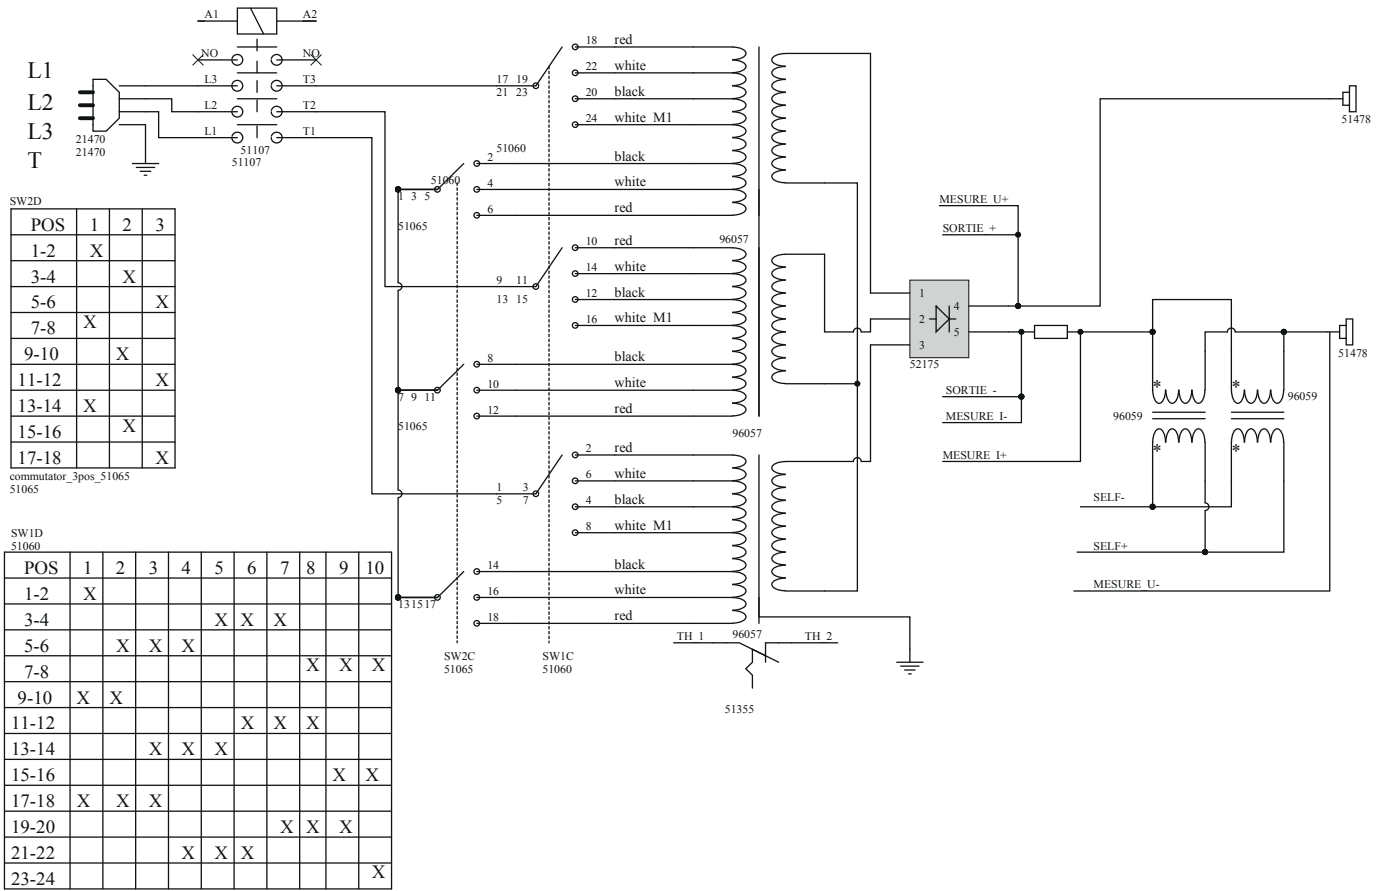 A1 A2
NO NO
L1
L2
L3
T
21470
21470
L3 T3
L2 T2
L1 T1
51107
51107
17 19
21 23
18 red
22 white
20 black
24 white M1
51060
2 black
51060
4 white
6 red
1 3 5
51065
96057
9 11
13 15
10 red
14 white
12 black
16 white M1
8 black
10 white
12 red
7 9 11
51065
96057
1 3
5 7
2 red
6 white
4 black
8 white M1
14 black
16 white
18 red
13 15 17
SW2C
51065
SW1C
51060
TH 1 96057 TH 2
51355
MESURE U+
SORTIE +
1
2
3
4
5
52175
SORTIE -
MESURE I-
MESURE I+
51478
51478
* *
96059 96059
* *
SELF-
SELF+
MESURE U-
SW2D
POS 1 2 3
1-2 X
3-4 X
5-6 X
7-8 X
9-10 X
11-12 X
13-14 X
15-16 X
17-18 X
commutator_3pos_51065
51065
SW1D
51060
POS 1 2 3 4 5 6 7 8 9 10
1-2 X
3-4 X X X
5-6 X X X
7-8 X X X
9-10 X X
11-12 X X X
13-14 X X X
15-16 X X
17-18 X X X
19-20 X X X
21-22 X X X
23-24 X